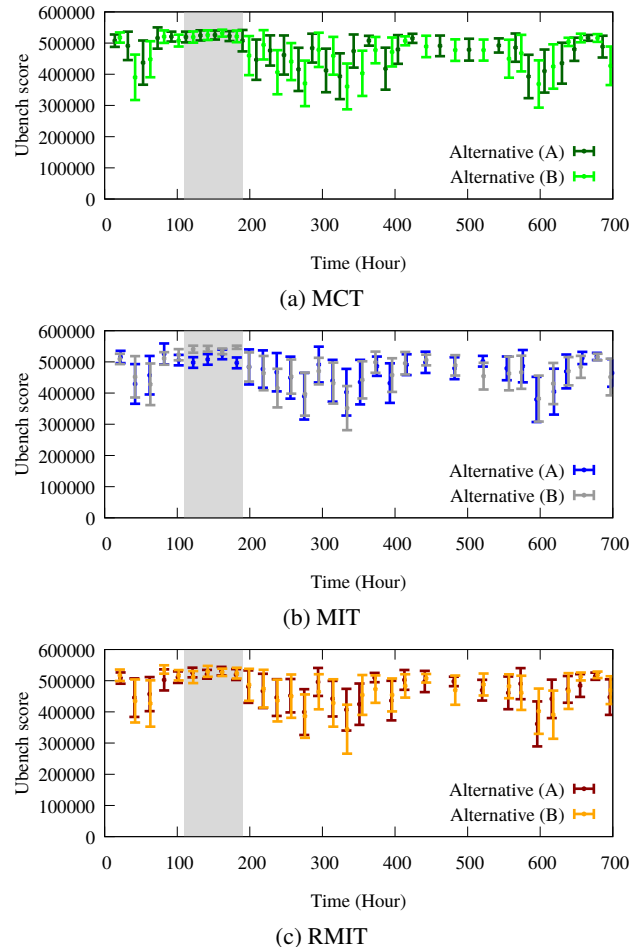 600000
500000
400000
300000
200000
100000
0
Ubench score
Alternative (A)
Alternative (B)
0 100 200 300 400 500 600 700
Time (Hour)
(a) MCT
600000
500000
400000
300000
200000
100000
0
Ubench score
Alternative (A)
Alternative (B)
0 100 200 300 400 500 600 700
Time (Hour)
(b) MIT
600000
500000
400000
300000
200000
100000
0
Ubench score
Alternative (A)
Alternative (B)
0 100 200 300 400 500 600 700
Time (Hour)
(c) RMIT